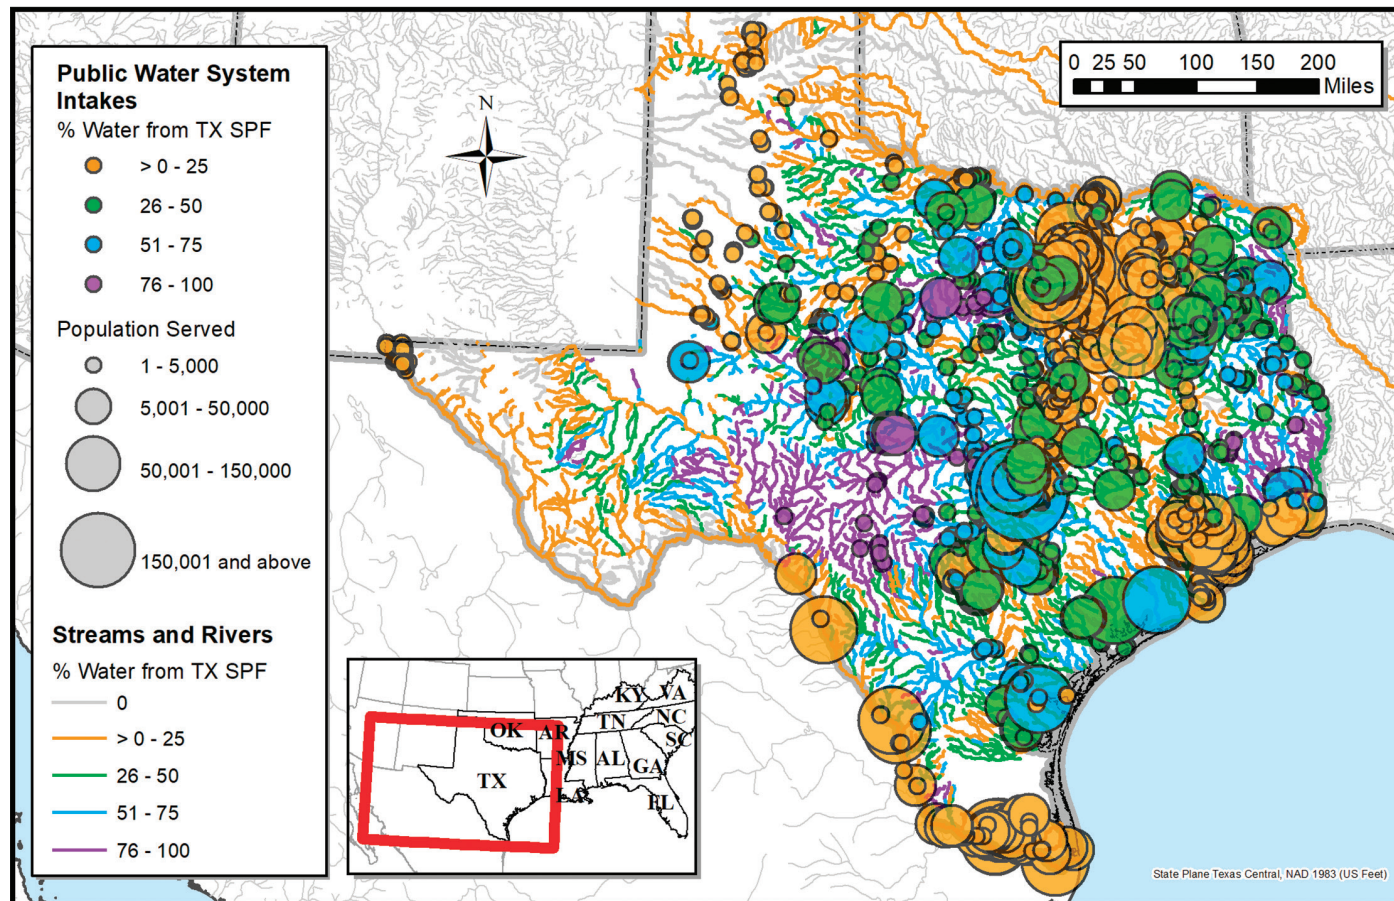 Public Water System
Intakes
% Water from TX SPF
> 0 - 25
26 - 50
51 - 75
76 - 100
Population Served
1 - 5,000
5,001 - 50,000
50,001 - 150,000
150,001 and above
Streams and Rivers
% Water from TX SPF
0
> 0 - 25
26 - 50
51 - 75
76 - 100
N
0 25 50 100 150 200
Miles
KY VA
OK AR TN NC
SC
MS AL GA
TX
LA FL
State Plane Texas Central, NAD 1983 (US Feet)